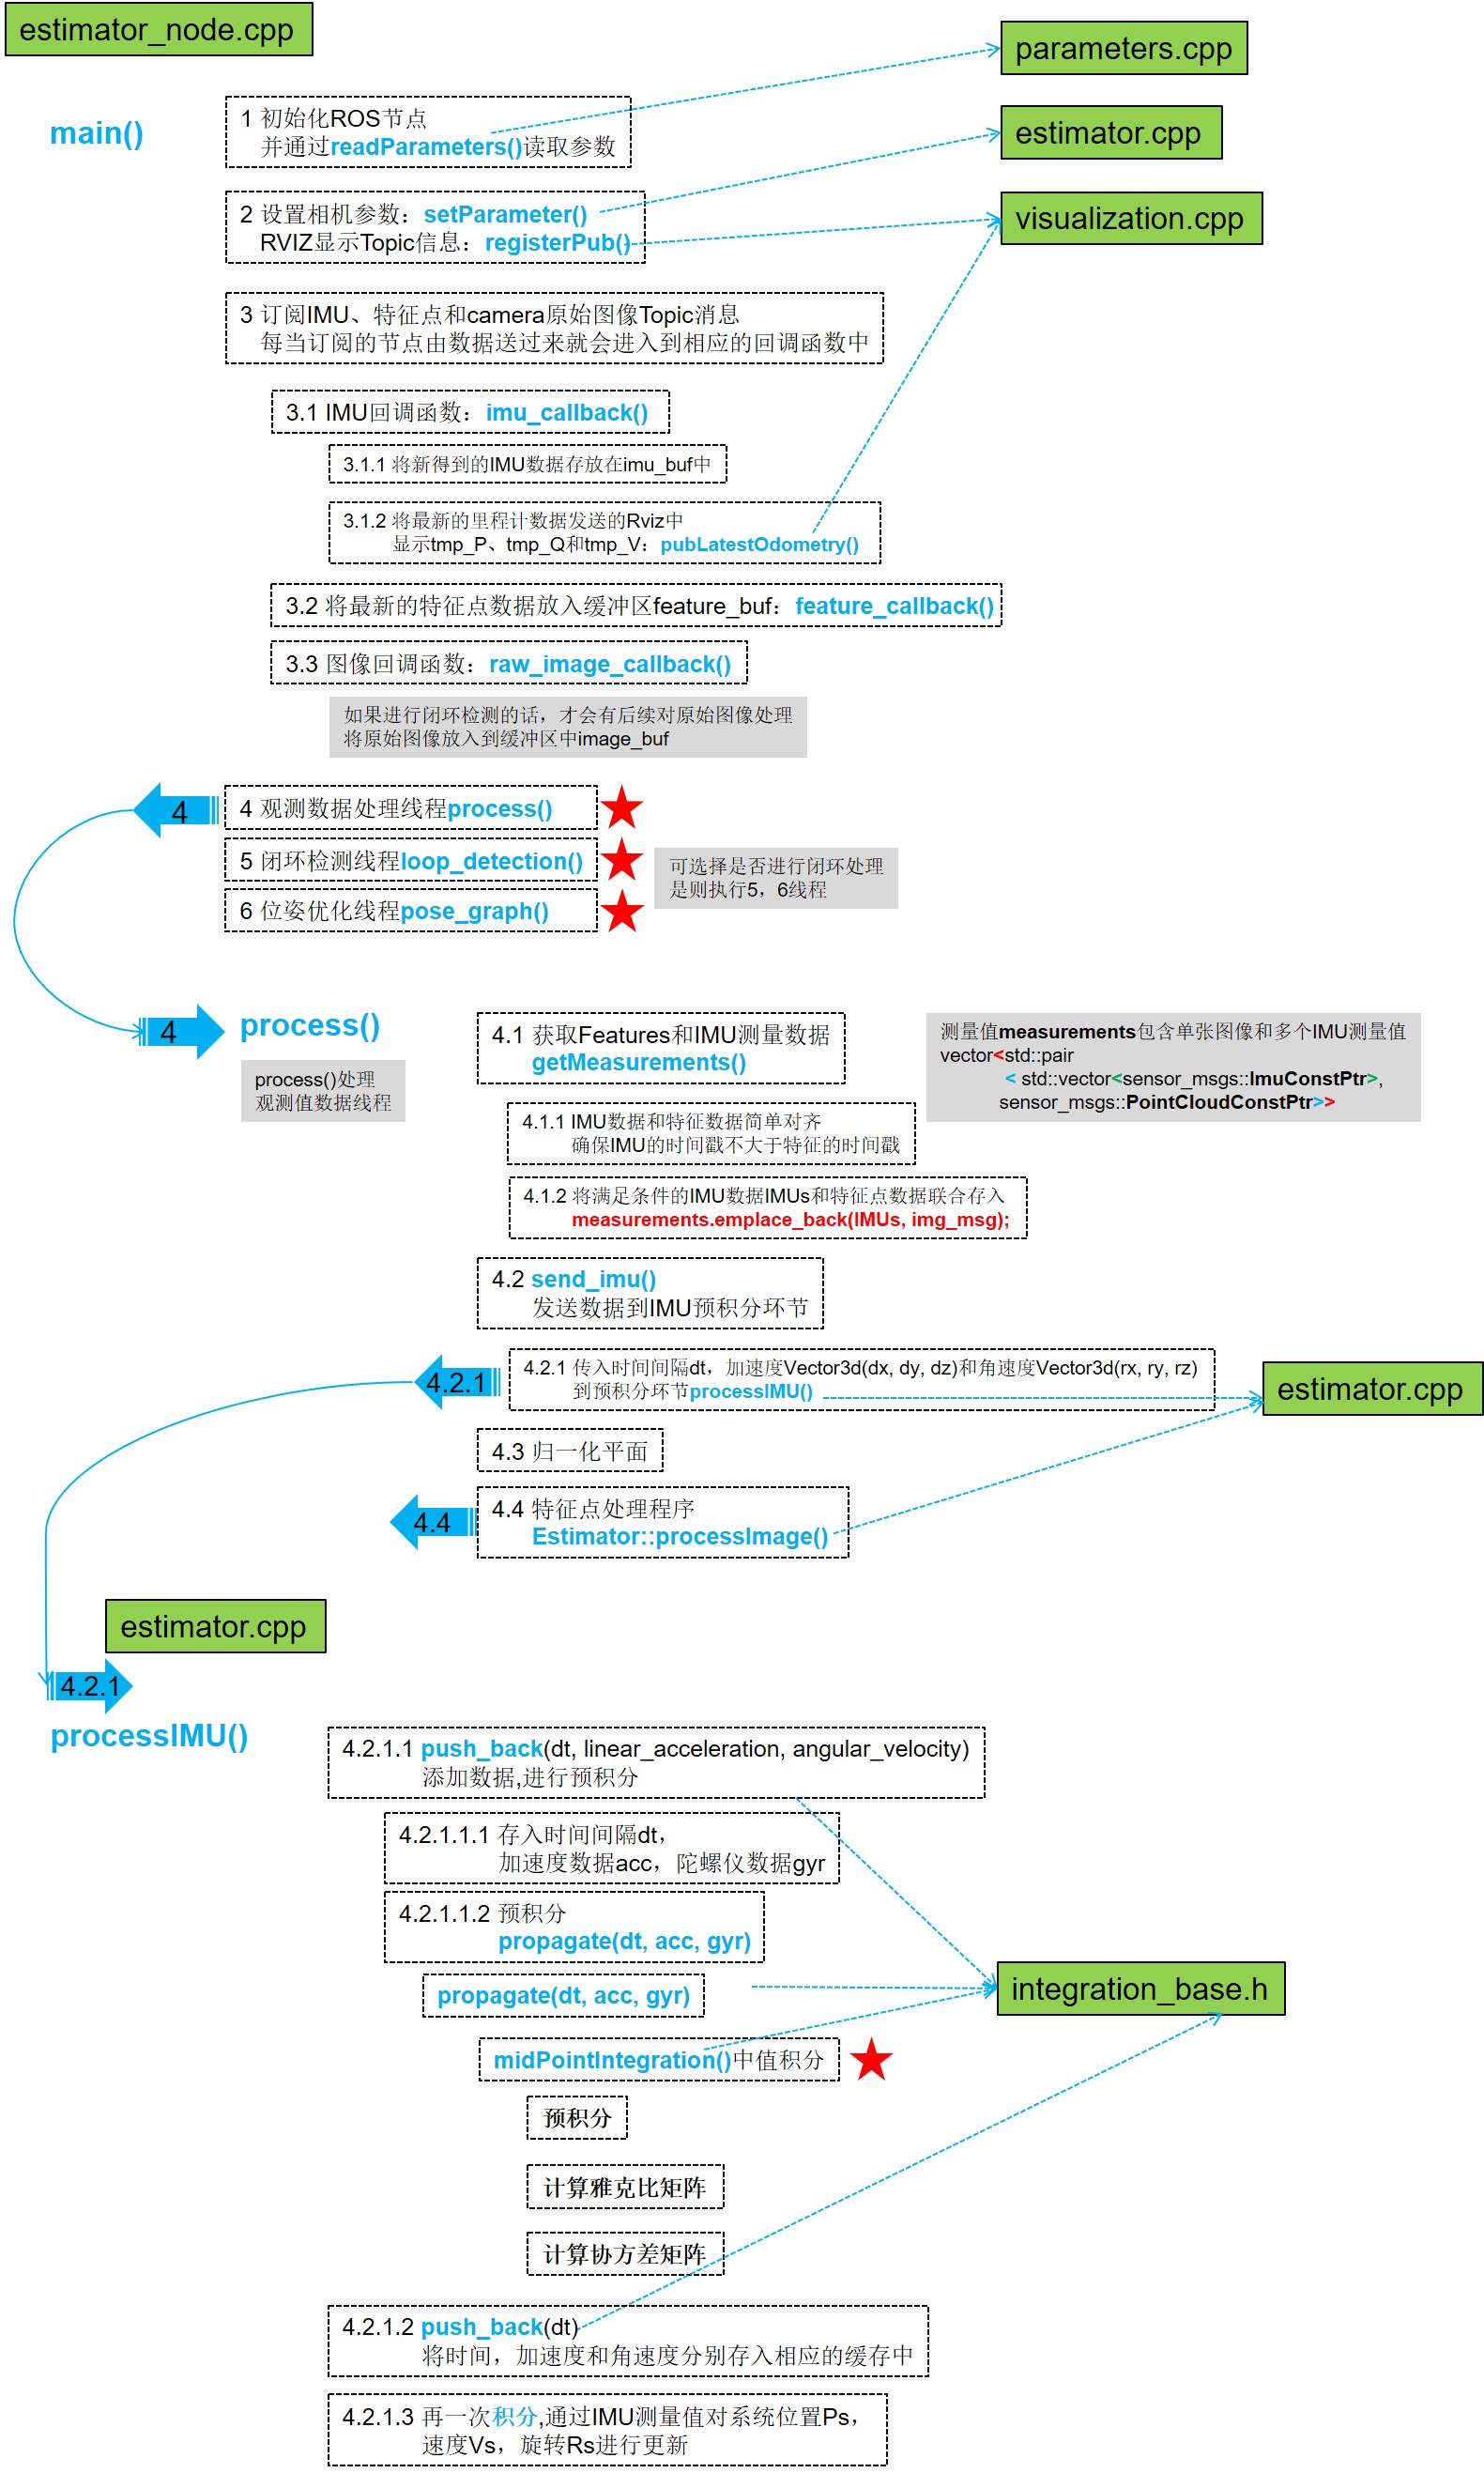 estimator_node.cpp
parameters.cpp
main()
1 初始化ROS节点
并通过readParameters()读取参数
estimator.cpp
2 设置相机参数：setParameter()
RVIZ显示Topic信息：registerPub()
visualization.cpp
3 订阅IMU、特征点和camera原始图像Topic消息
每当订阅的节点由数据送过来就会进入到相应的回调函数中
3.1 IMU回调函数：imu_callback()
3.1.1 将新得到的IMU数据存放在imu_buf中
3.1.2 将最新的里程计数据发送的Rviz中
显示tmp_P、tmp_Q和tmp_V：pubLatestOdometry()
3.2 将最新的特征点数据放入缓冲区feature_buf：feature_callback()
3.3 图像回调函数：raw_image_callback()
如果进行闭环检测的话，才会有后续对原始图像处理
将原始图像放入到缓冲区中image_buf
4
4 观测数据处理线程process()
5 闭环检测线程loop_detection()
6 位姿优化线程pose_graph()
可选择是否进行闭环处理
是则执行5，6线程
4
process()
process()处理
观测值数据线程
4.1 获取Features和IMU测量数据
getMeasurements()
测量值measurements包含单张图像和多个IMU测量值
vector<std::pair
< std::vector<sensor_msgs::ImuConstPtr>,
sensor_msgs::PointCloudConstPtr>>
4.1.1 IMU数据和特征数据简单对齐
确保IMU的时间戳不大于特征的时间戳
4.1.2 将满足条件的IMU数据IMUs和特征点数据联合存入
measurements.emplace_back(IMUs, img_msg);
4.2 send_imu()
发送数据到IMU预积分环节
4.2.1
4.2.1 传入时间间隔dt，加速度Vector3d(dx, dy, dz)和角速度Vector3d(rx, ry, rz)
到预积分环节processIMU()
estimator.cpp
4.3 归一化平面
4.4
4.4 特征点处理程序
Estimator::processImage()
estimator.cpp
4.2.1
processIMU()
4.2.1.1 push_back(dt, linear_acceleration, angular_velocity)
添加数据,进行预积分
4.2.1.1.1 存入时间间隔dt，
加速度数据acc，陀螺仪数据gyr
4.2.1.1.2 预积分
propagate(dt, acc, gyr)
propagate(dt, acc, gyr)
integration_base.h
midPointIntegration()中值积分
预积分
计算雅克比矩阵
计算协方差矩阵
4.2.1.2 push_back(dt)
将时间，加速度和角速度分别存入相应的缓存中
4.2.1.3 再一次积分,通过IMU测量值对系统位置Ps，
速度Vs，旋转Rs进行更新